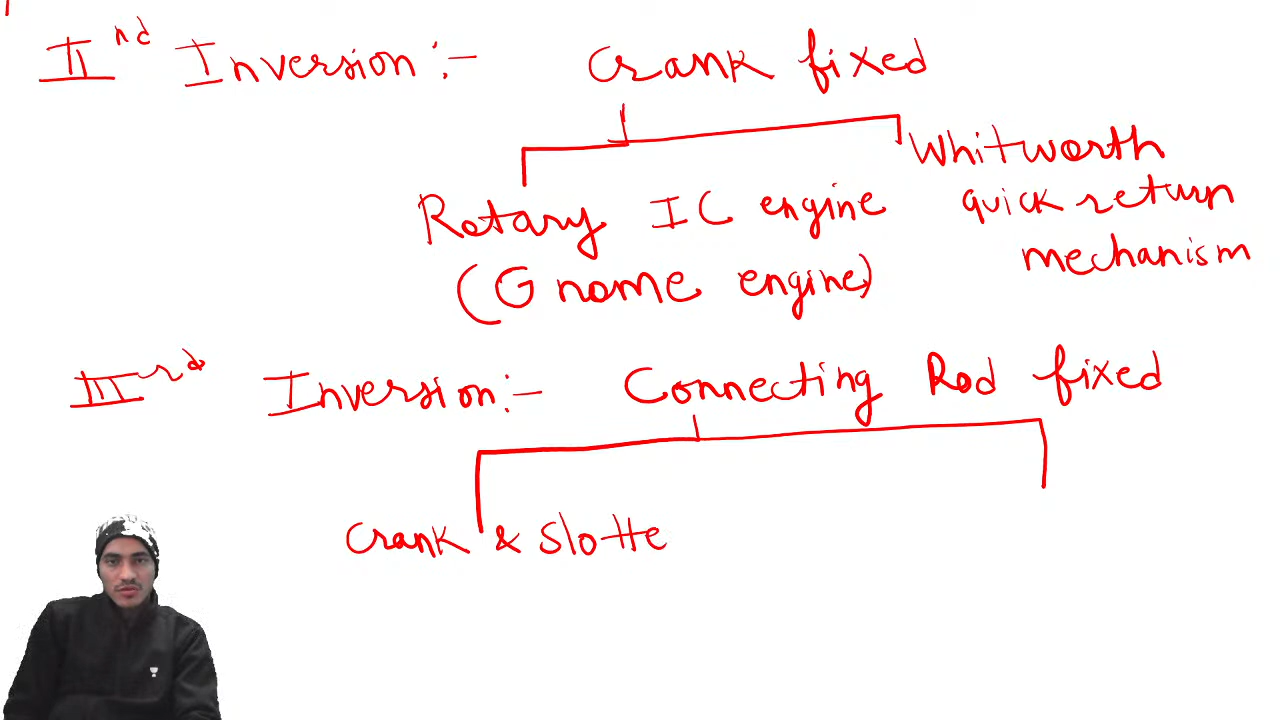 IInd Inversion:- Crank fixed
Rotary IC engine
(Gnome engine)
Whitworth
quick return
mechanism
IIIrd Inversion:- Connecting Rod fixed
Crank & Slotte